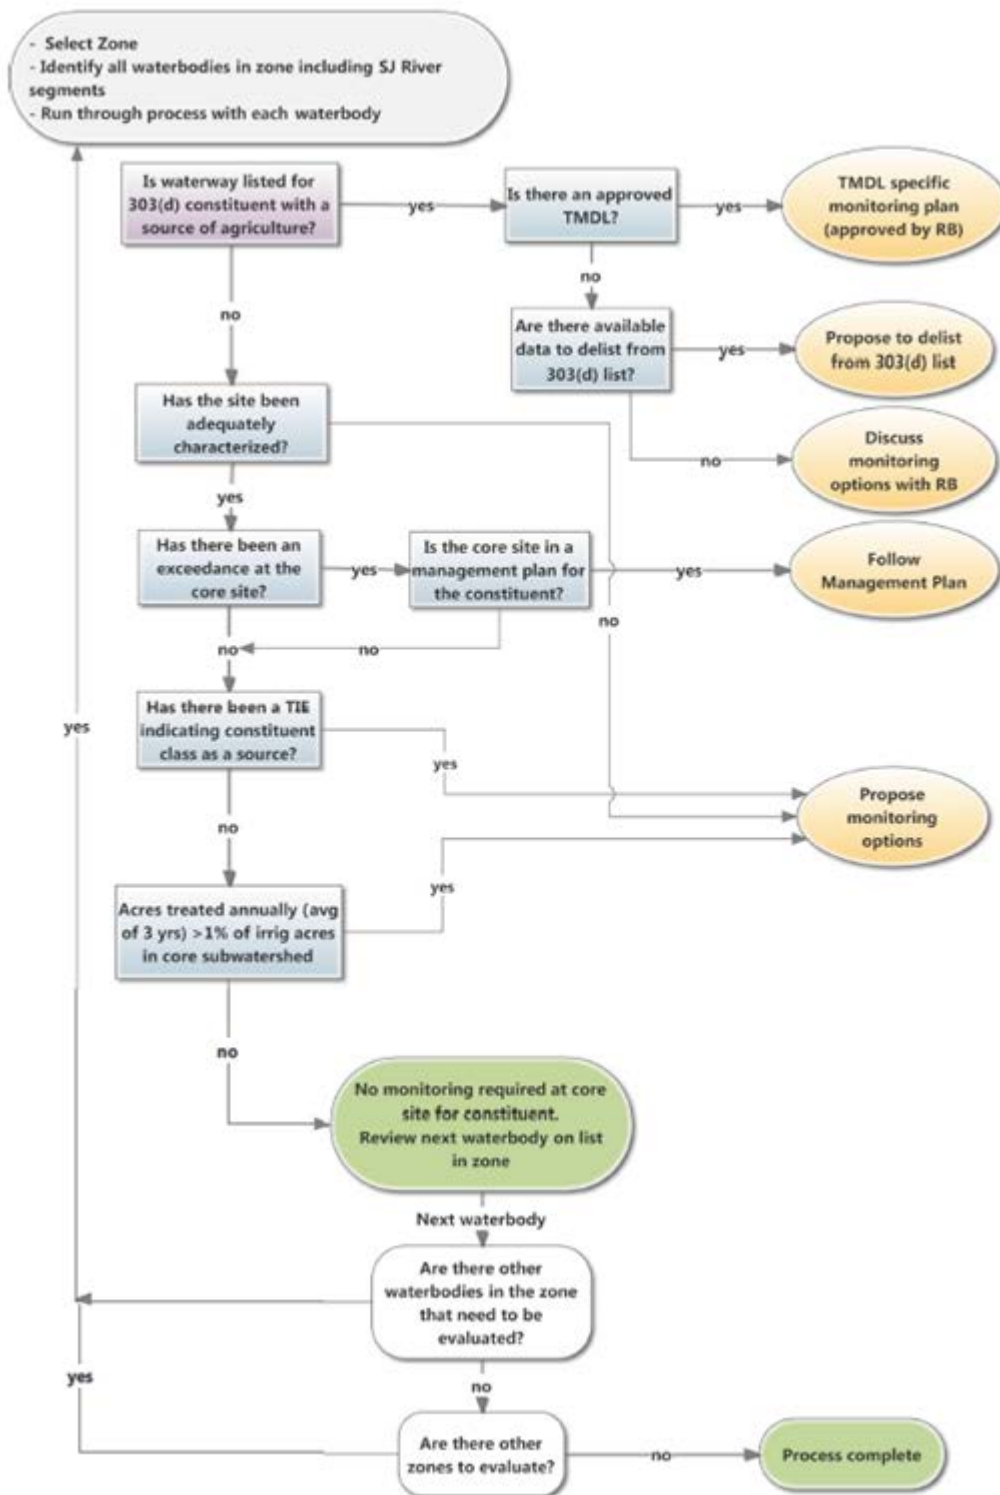 - Select Zone
- Identify all waterbodies in zone including SJ River
segments
- Run through process with each waterbody
Is waterway listed for
303(d) constituent with a
source of agriculture?
yes
Is there an approved
TMDL?
yes
TMDL specific
monitoring plan
(approved by RB)
no
no
Are there available
data to delist from
303(d) list?
yes
Propose to delist
from 303(d) list
Has the site been
adequately
characterized?
no
Discuss
monitoring
options with RB
yes
Has there been an
exceedance at the
core site?
yes
Is the core site in a
management plan for
the constituent?
yes
Follow
Management Plan
no
no
no
Has there been a TIE
indicating constituent
class as a source?
yes
yes
Propose
monitoring
options
no
yes
Acres treated annually (avg
of 3 yrs) >1% of irrig acres
in core subwatershed
no
No monitoring required at core
site for constituent.
Review next waterbody on list
in zone
Next waterbody
Are there other
waterbodies in the zone
that need to be
evaluated?
yes
no
Are there other
zones to evaluate?
no
Process complete